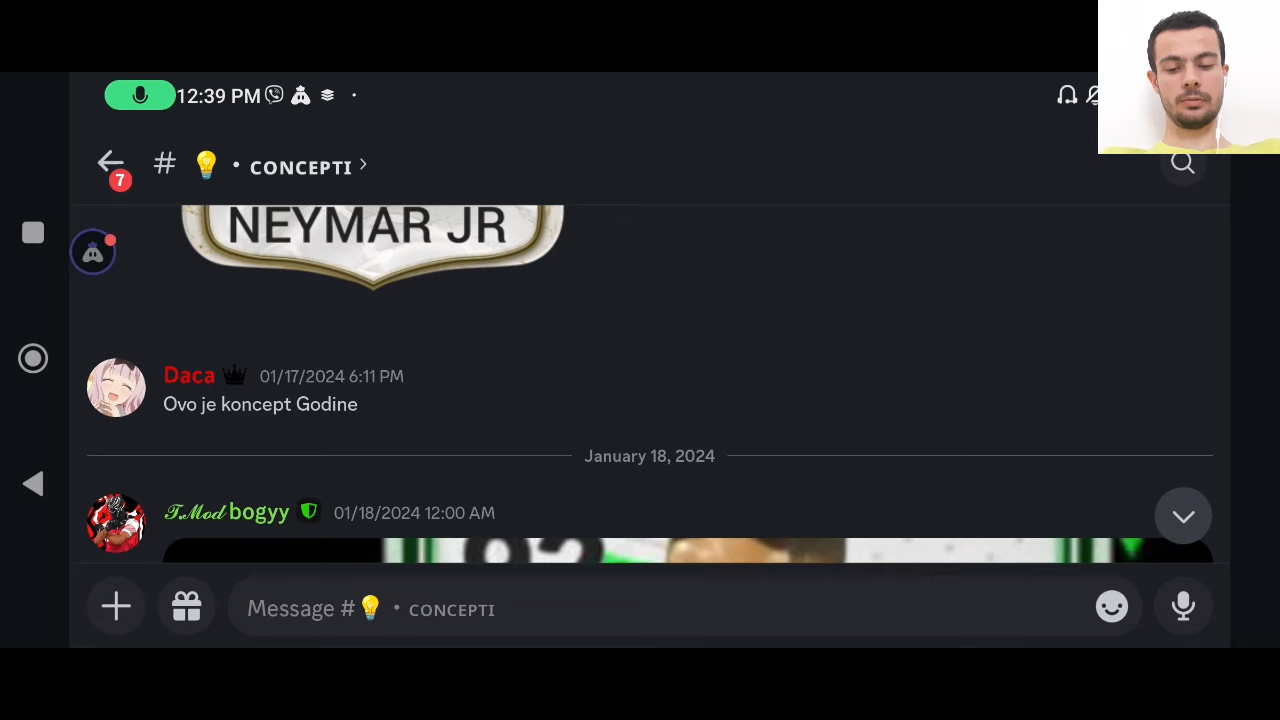 12:39 PM
7
# 💡 • CONCEPTI
NEYMAR JR
Daca 01/17/2024 6:11 PM
Ovo je koncept Godine
January 18, 2024
𝒯.ℳ𝑜𝒹 bogyy 01/18/2024 12:00 AM
Message #💡 • CONCEPTI